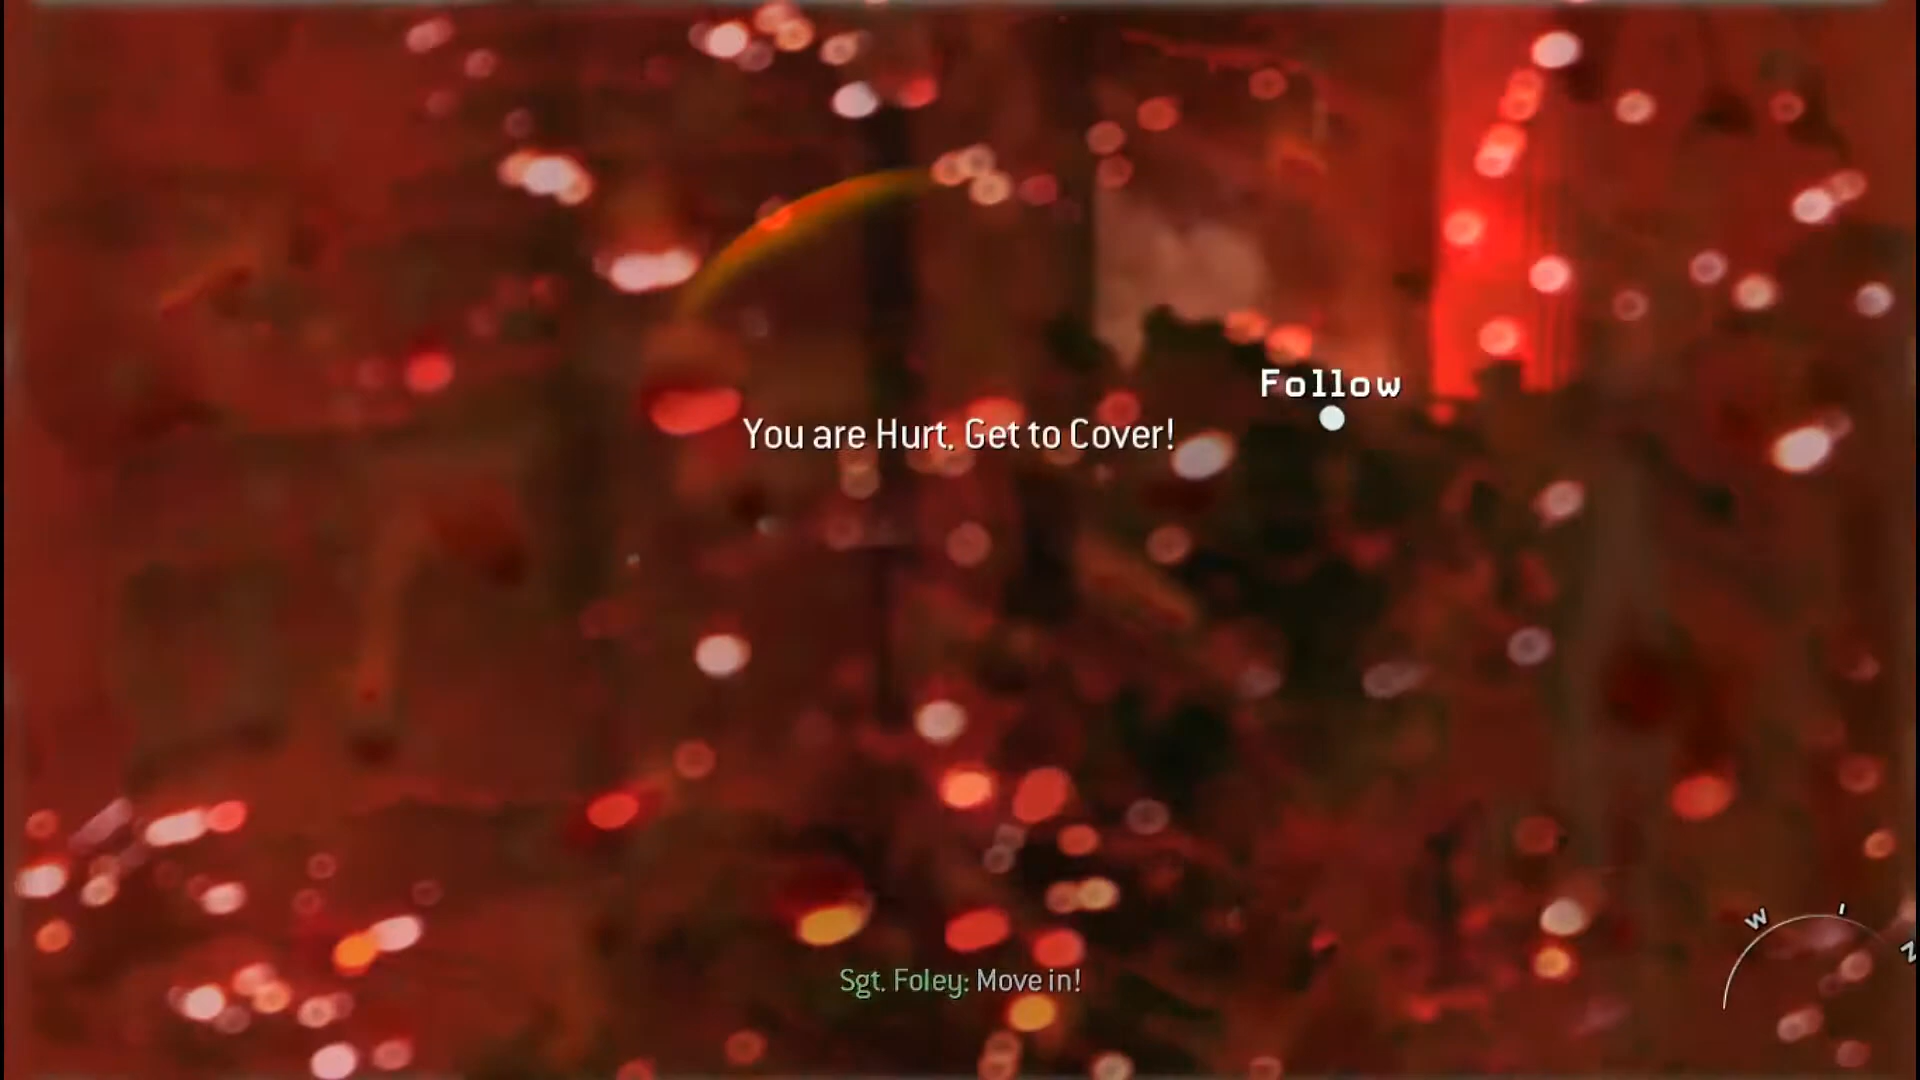 Follow
You are Hurt. Get to Cover!
W
N
Sgt. Foley: Move in!